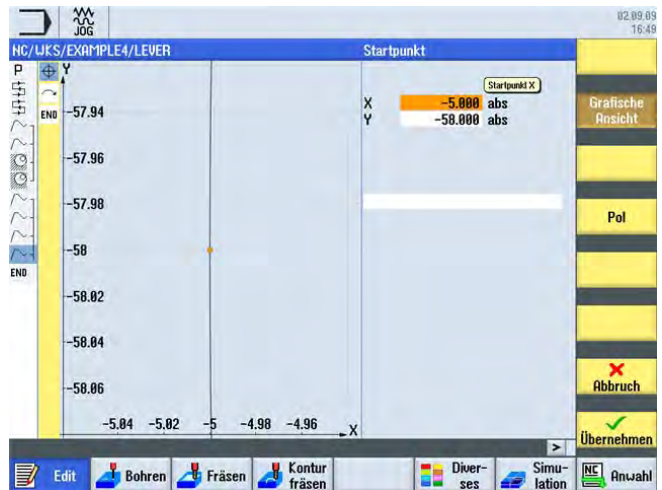 JOG
02.09.09
16:49
NC/WKS/EXAMPLE4/LEVER
Startpunkt
P
END
END
Y
-57.94
-57.96
-57.98
-58
-58.02
-58.04
-58.06
-5.04 -5.02 -5 -4.98 -4.96
X
Startpunkt X
X -5.000 abs
Y -58.000 abs
Grafische
Ansicht
Pol
Abbruch
Übernehmen
>
Edit
Bohren
Fräsen
Kontur
fräsen
Diver-
ses
Simu-
lation
NC
Anwahl